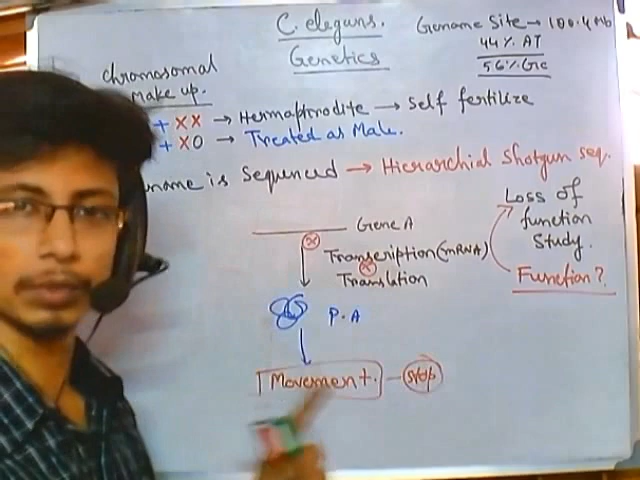 C. elegans.
Genetics
Genome Size → 100.4 Mb
44% AT
56% GC
Chromosomal
Make up.
+ XX → Hermaphrodite → Self fertilize
+ XO → Treated as Male.
nome is Sequenced → Hierarchial Shotgun seq.
Gene A
Transcription (mRNA)
Translation
P.A
Movement. - Stop
Loss of
function
Study.
Function?